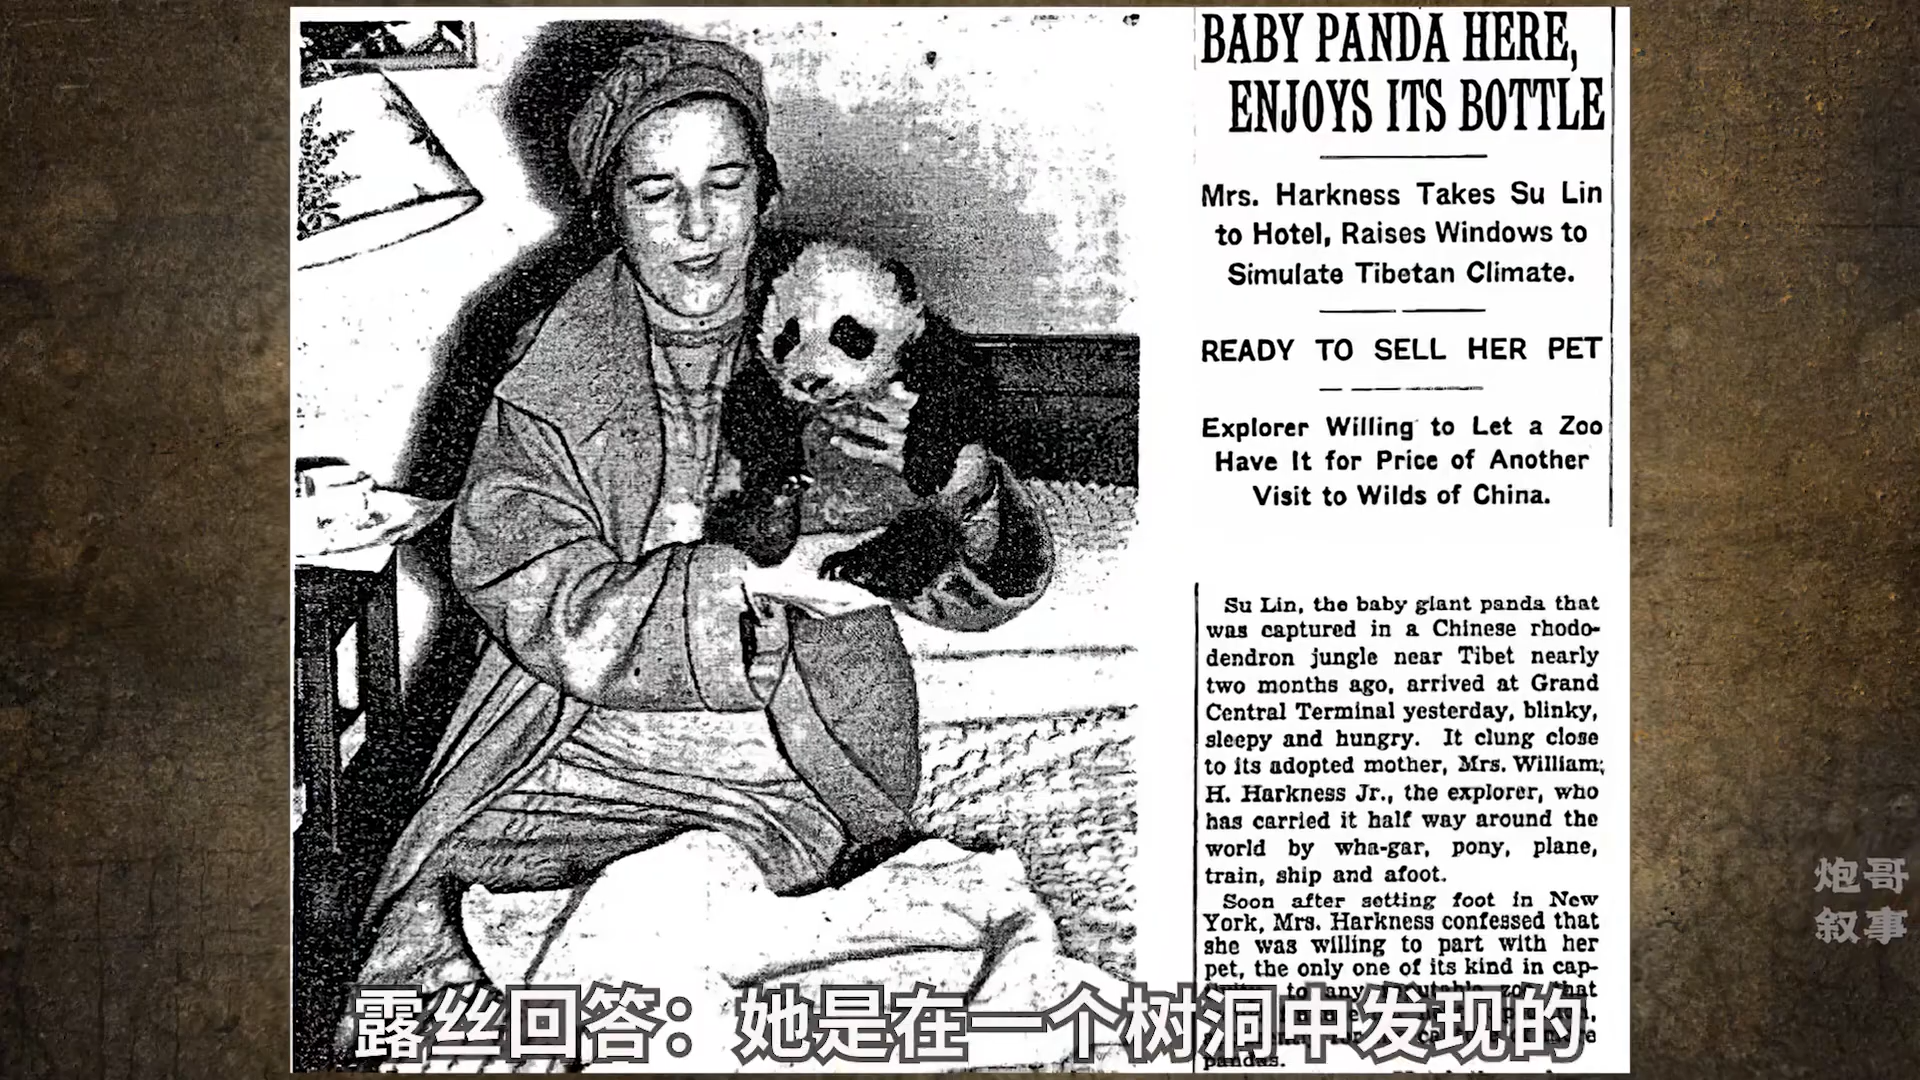 BABY PANDA HERE,
ENJOYS ITS BOTTLE
Mrs. Harkness Takes Su Lin
to Hotel, Raises Windows to
Simulate Tibetan Climate.
READY TO SELL HER PET
Explorer Willing to Let a Zoo
Have It for Price of Another
Visit to Wilds of China.
Su Lin, the baby giant panda that
was captured in a Chinese rhodo-
dendron jungle near Tibet nearly
two months ago, arrived at Grand
Central Terminal yesterday, blinky,
sleepy and hungry. It clung close
to its adopted mother, Mrs. William
H. Harkness Jr., the explorer, who
has carried it half way around the
world by wha-gar, pony, plane,
train, ship and afoot.
Soon after setting foot in New
York, Mrs. Harkness confessed that
she was willing to part with her
pet, the only one of its kind in cap-
to any zoo that
pandas.
炮哥
叙事
露丝回答：她是在一个树洞中发现的